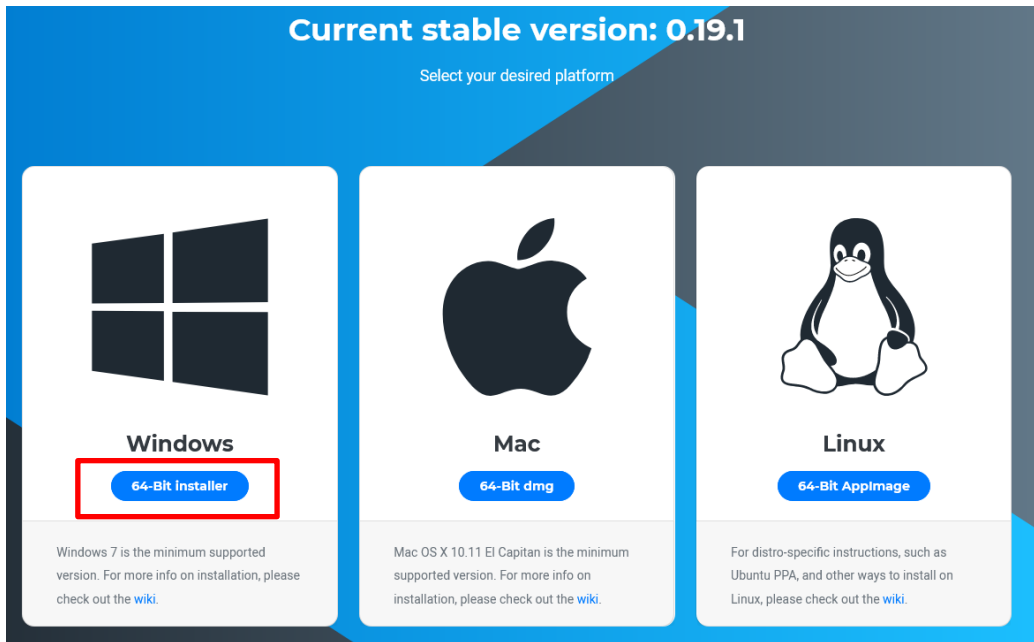 Current stable version: 0.19.1
Select your desired platform
Windows
64-Bit installer
Windows 7 is the minimum supported
version. For more info on installation, please
check out the wiki.
Mac
64-Bit dmg
Mac OS X 10.11 El Capitan is the minimum
supported version. For more info on
installation, please check out the wiki.
Linux
64-Bit AppImage
For distro-specific instructions, such as
Ubuntu PPA, and other ways to install on
Linux, please check out the wiki.